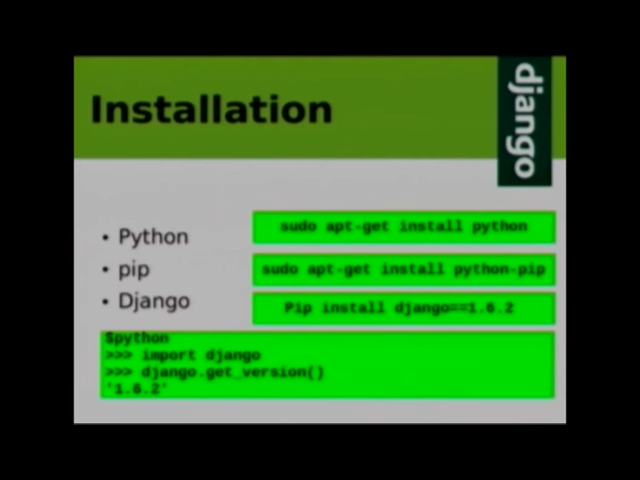 Installation
django
• Python
• pip
• Django
sudo apt-get install python
sudo apt-get install python-pip
Pip install django==1.6.2
$python
>>> import django
>>> django.get_version()
'1.6.2'